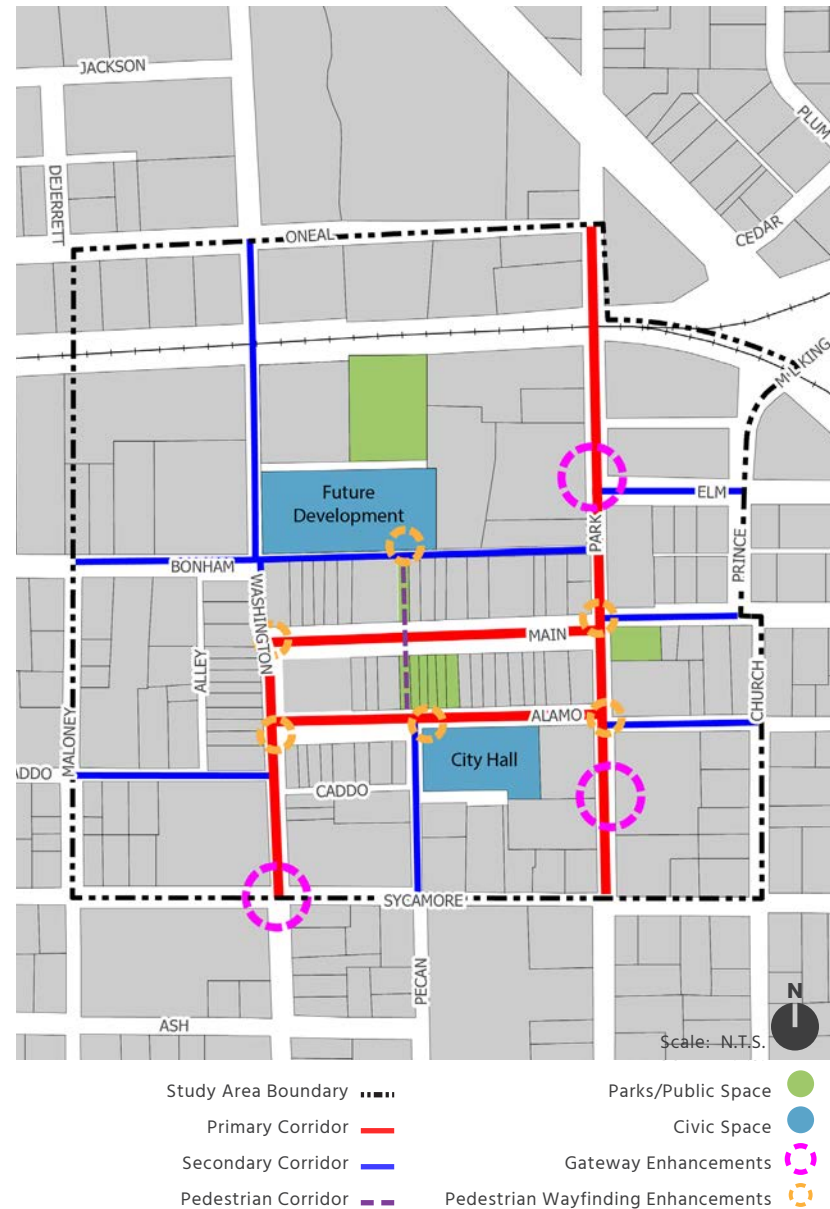 JACKSON
PLUM
DEJERRETT
CEDAR
ONEAL
M L KING
Future
Development
ELM
PARK
PRINCE
BONHAM
WASHINGTON
MAIN
ALLEY
CHURCH
ALAMO
MALONEY
City Hall
ADDO
CADDO
SYCAMORE
PECAN
N
ASH
Scale: N.T.S.
Study Area Boundary
Primary Corridor
Secondary Corridor
Pedestrian Corridor
Parks/Public Space
Civic Space
Gateway Enhancements
Pedestrian Wayfinding Enhancements